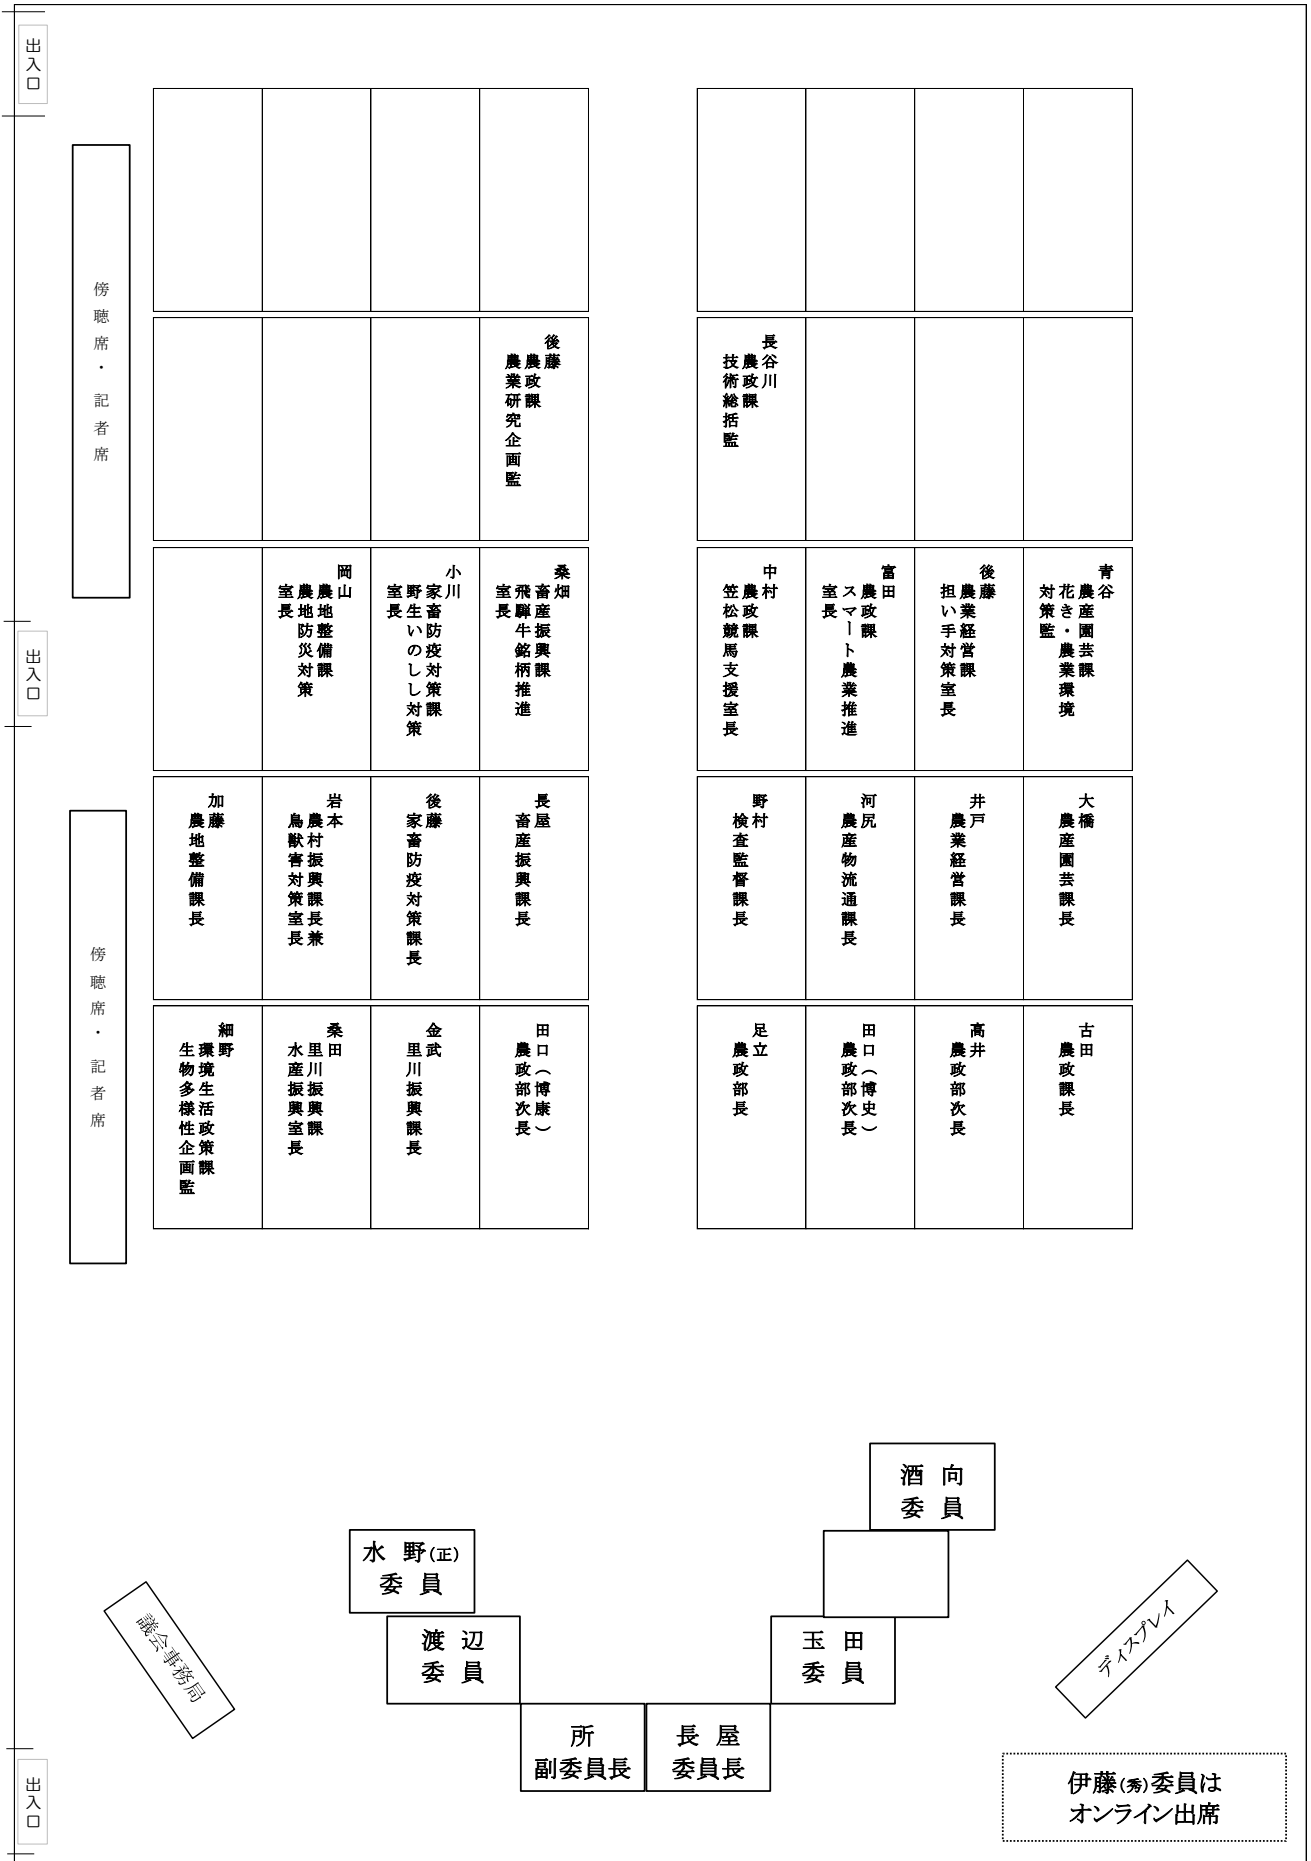 出入口
傍聴席・記者席
後藤
農政課
農業研究企画監
長谷川
農政課
技術総括監
岡山
農地整備課
農地防災対策
室長
小川
家畜防疫対策課
野生いのしし対策
室長
桑畑
畜産振興課
飛騨牛銘柄推進
室長
中村
農政課
笠松競馬支援室長
富田
農政課
スマート農業推進
室長
後藤
農業経営課
担い手対策室長
青谷
農産園芸課
花き・農業環境
対策監
出入口
加藤
農地整備課長
岩本
農村振興課長兼
鳥獣害対策室長
後藤
家畜防疫対策課長
長屋
畜産振興課長
野村
検査監督課長
河尻
農産物流通課長
井戸
農業経営課長
大橋
農産園芸課長
傍聴席・記者席
細野
環境生活政策課
生物多様性企画監
桑田
里川振興課
水産振興室長
金武
里川振興課長
田口（博康）
農政部次長
足立
農政部長
田口（博史）
農政部次長
高井
農政部次長
古田
農政課長
酒向
委員
水野(正)
委員
渡辺
委員
玉田
委員
議会事務局
ディスプレイ
所
副委員長
長屋
委員長
伊藤(秀)委員は
オンライン出席
出入口